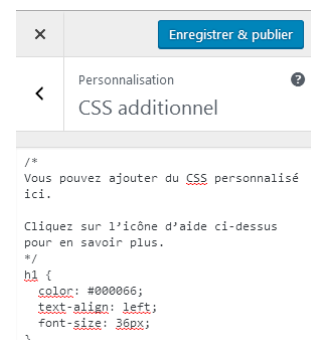 ×
Enregistrer & publier
Personnalisation
?
CSS additionnel
/*
Vous pouvez ajouter du CSS personnalisé
ici.
Cliquez sur l’icône d’aide ci-dessus
pour en savoir plus.
*/
h1 {
color: #000066;
text-align: left;
font-size: 36px;
}